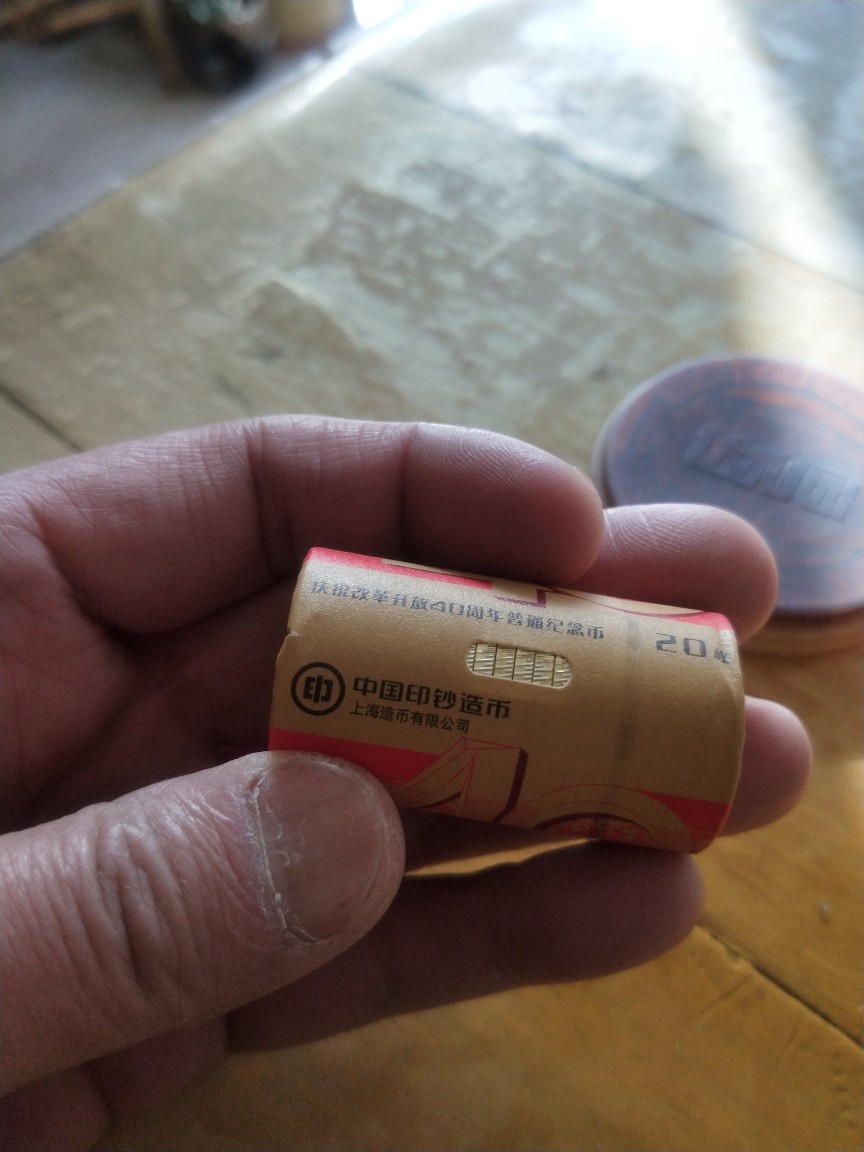 庆祝改革开放40周年普通纪念币
20枚
印
中国印钞造币
上海造币有限公司